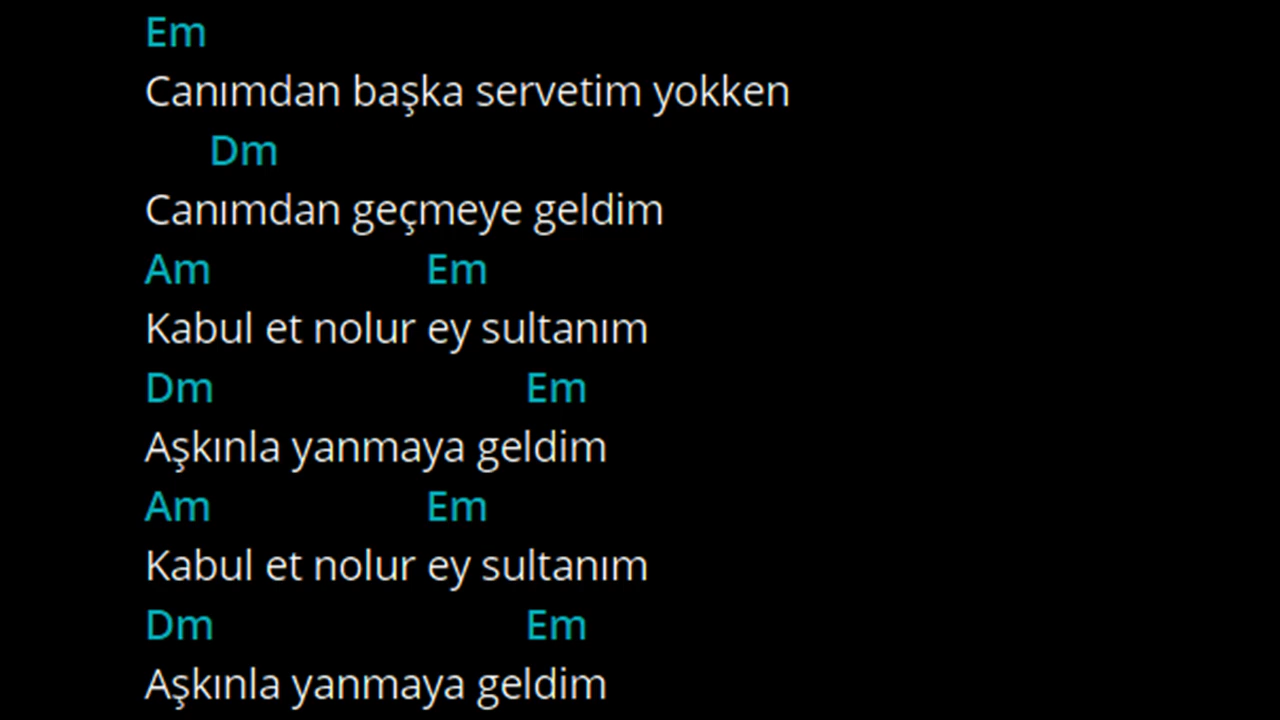 Em
Canımdan başka servetim yokken
Dm
Canımdan geçmeye geldim
Am Em
Kabul et nolur ey sultanım
Dm Em
Aşkınla yanmaya geldim
Am Em
Kabul et nolur ey sultanım
Dm Em
Aşkınla yanmaya geldim